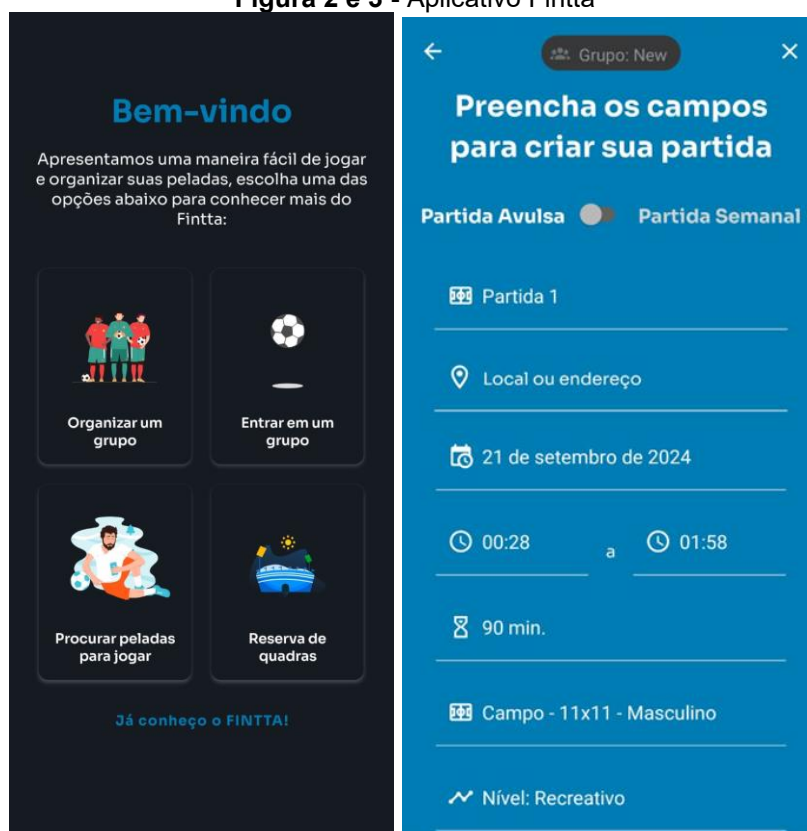 Figura 2 e 3 - Aplicativo Fintta
Bem-vindo
Apresentamos uma maneira fácil de jogar
e organizar suas peladas, escolha uma das
opções abaixo para conhecer mais do
Fintta:
Organizar um
grupo
Entrar em um
grupo
Procurar peladas
para jogar
Reserva de
quadras
Já conheço o FINTTA!
Grupo: New
Preencha os campos
para criar sua partida
Partida Avulsa
Partida Semanal
Partida 1
Local ou endereço
21 de setembro de 2024
00:28
a
01:58
90 min.
Campo - 11x11 - Masculino
Nível: Recreativo